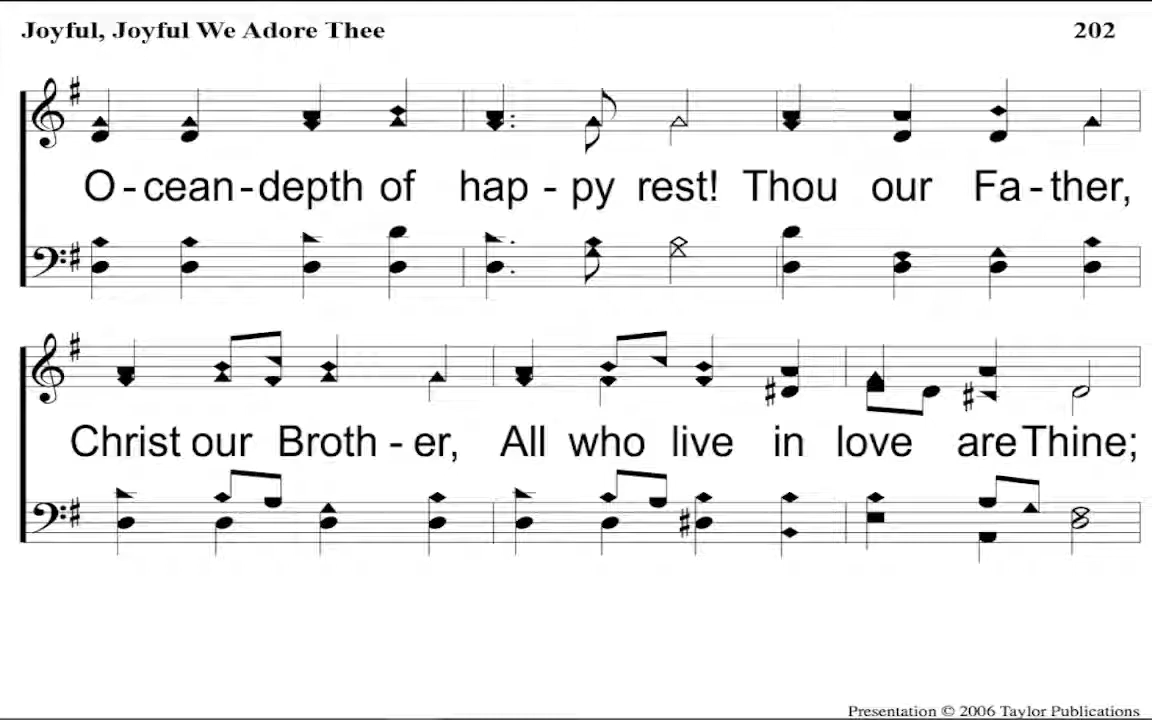 Joyful, Joyful We Adore Thee 202
O - cean - depth of hap - py rest! Thou our Fa - ther,
Christ our Broth - er, All who live in love are Thine;
Presentation © 2006 Taylor Publications